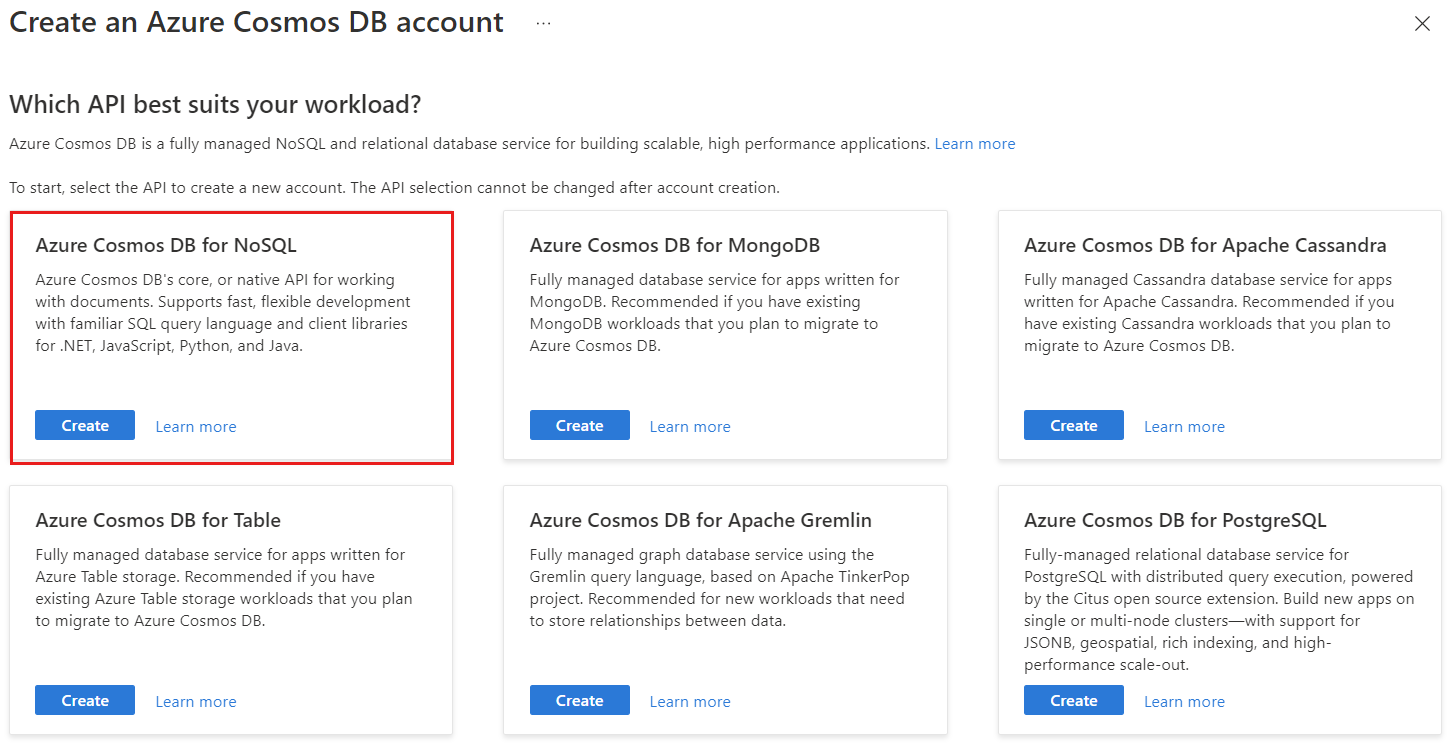 Create an Azure Cosmos DB account ...
Which API best suits your workload?
Azure Cosmos DB is a fully managed NoSQL and relational database service for building scalable, high performance applications. Learn more
To start, select the API to create a new account. The API selection cannot be changed after account creation.
Azure Cosmos DB for NoSQL
Azure Cosmos DB's core, or native API for working
with documents. Supports fast, flexible development
with familiar SQL query language and client libraries
for .NET, JavaScript, Python, and Java.
Create Learn more
Azure Cosmos DB for MongoDB
Fully managed database service for apps written for
MongoDB. Recommended if you have existing
MongoDB workloads that you plan to migrate to
Azure Cosmos DB.
Create Learn more
Azure Cosmos DB for Apache Cassandra
Fully managed Cassandra database service for apps
written for Apache Cassandra. Recommended if you
have existing Cassandra workloads that you plan to
migrate to Azure Cosmos DB.
Create Learn more
Azure Cosmos DB for Table
Fully managed database service for apps written for
Azure Table storage. Recommended if you have
existing Azure Table storage workloads that you plan
to migrate to Azure Cosmos DB.
Create Learn more
Azure Cosmos DB for Apache Gremlin
Fully managed graph database service using the
Gremlin query language, based on Apache TinkerPop
project. Recommended for new workloads that need
to store relationships between data.
Create Learn more
Azure Cosmos DB for PostgreSQL
Fully-managed relational database service for
PostgreSQL with distributed query execution, powered
by the Citus open source extension. Build new apps on
single or multi-node clusters—with support for
JSONB, geospatial, rich indexing, and high-
performance scale-out.
Create Learn more